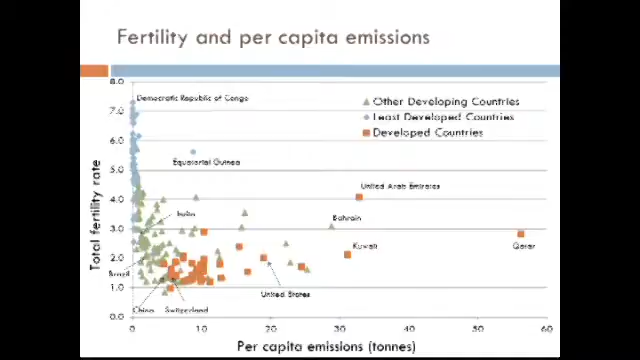 Fertility and per capita emissions
8.0
7.0
6.0
5.0
4.0
3.0
2.0
1.0
0.0
Total fertility rate
Democratic Republic of Congo
Other Developing Countries
Least Developed Countries
Developed Countries
Equatorial Guinea
United Arab Emirates
India
Bahrain
Kuwait
Qatar
Brazil
United States
China
Switzerland
0
10
20
30
40
50
60
Per capita emissions (tonnes)